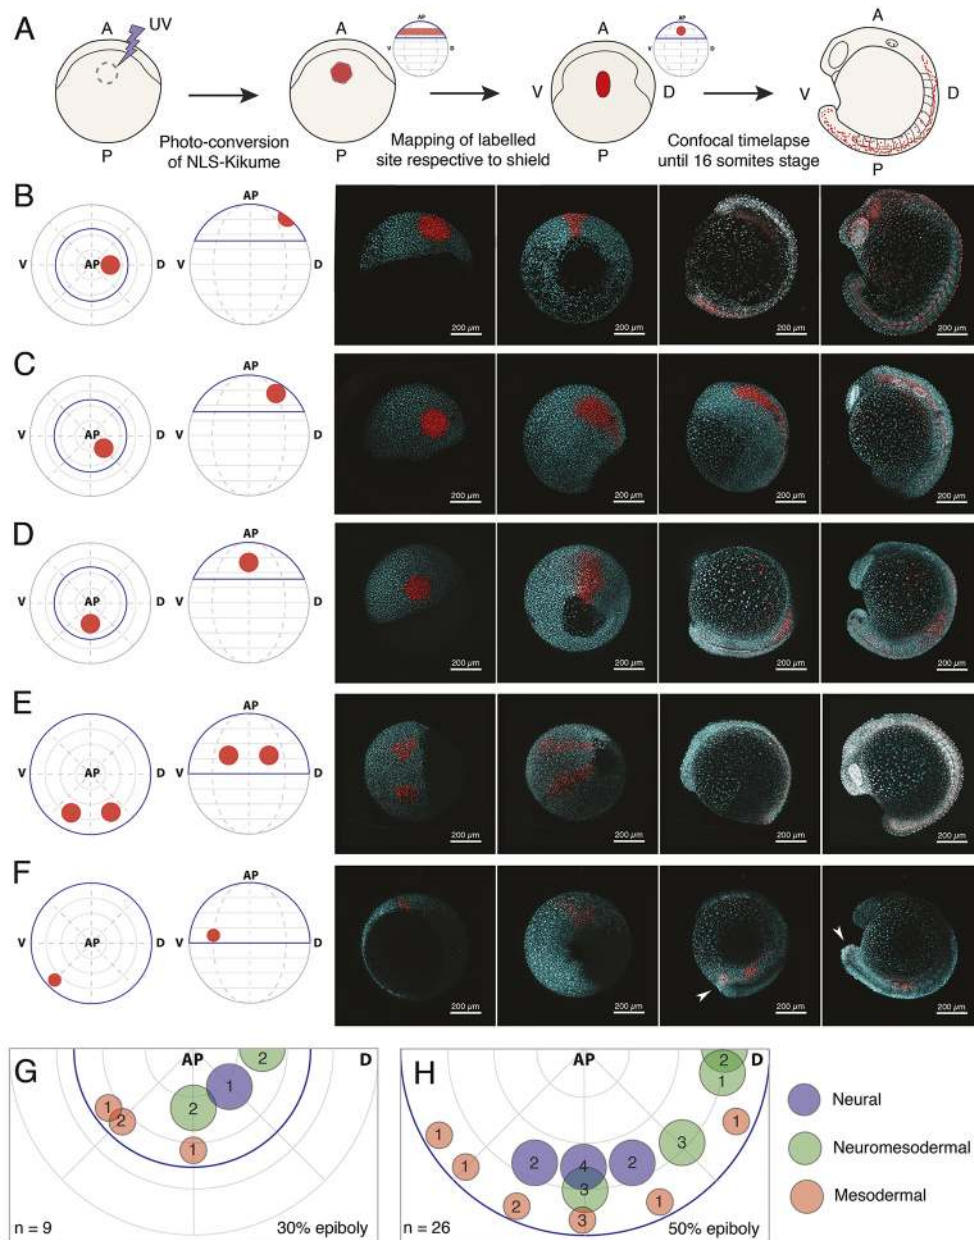 A
UV
A
P
A
P
AP
V
D
A
V
D
P
AP
V
D
A
V
D
P
Photo-conversion
of NLS-Kikume
Mapping of labelled
site respective to shield
Confocal timelapse
until 16 somites stage
B
V
AP
D
AP
V
D
200 µm
200 µm
200 µm
200 µm
C
V
AP
D
AP
V
D
200 µm
200 µm
200 µm
200 µm
D
V
AP
D
AP
V
D
200 µm
200 µm
200 µm
200 µm
E
V
AP
D
AP
V
D
200 µm
200 µm
200 µm
200 µm
F
V
AP
D
AP
V
D
200 µm
200 µm
200 µm
200 µm
G
AP
D
2
1
2
1
2
1
n = 9
30% epiboly
H
AP
D
2
1
1
3
1
1
2
4
2
3
2
3
1
n = 26
50% epiboly
Neural
Neuromesodermal
Mesodermal